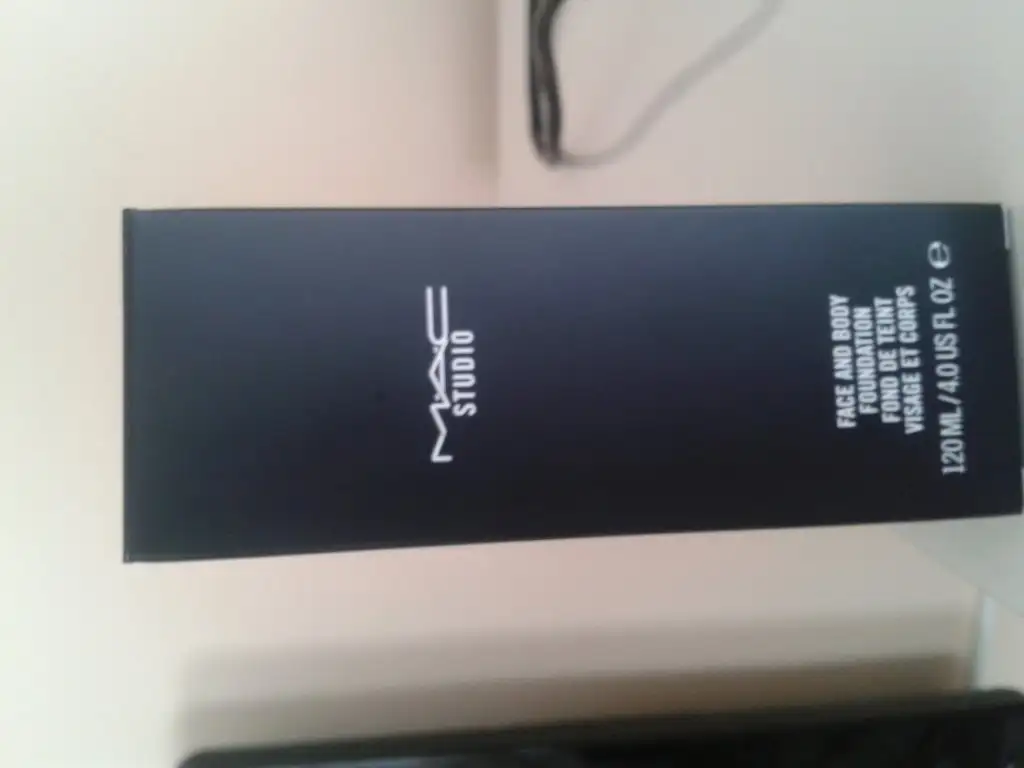 MAC
STUDIO
FACE AND BODY
FOUNDATION
FOND DE TEINT
VISAGE ET CORPS
120 ML / 4.0 US FL OZ ℮